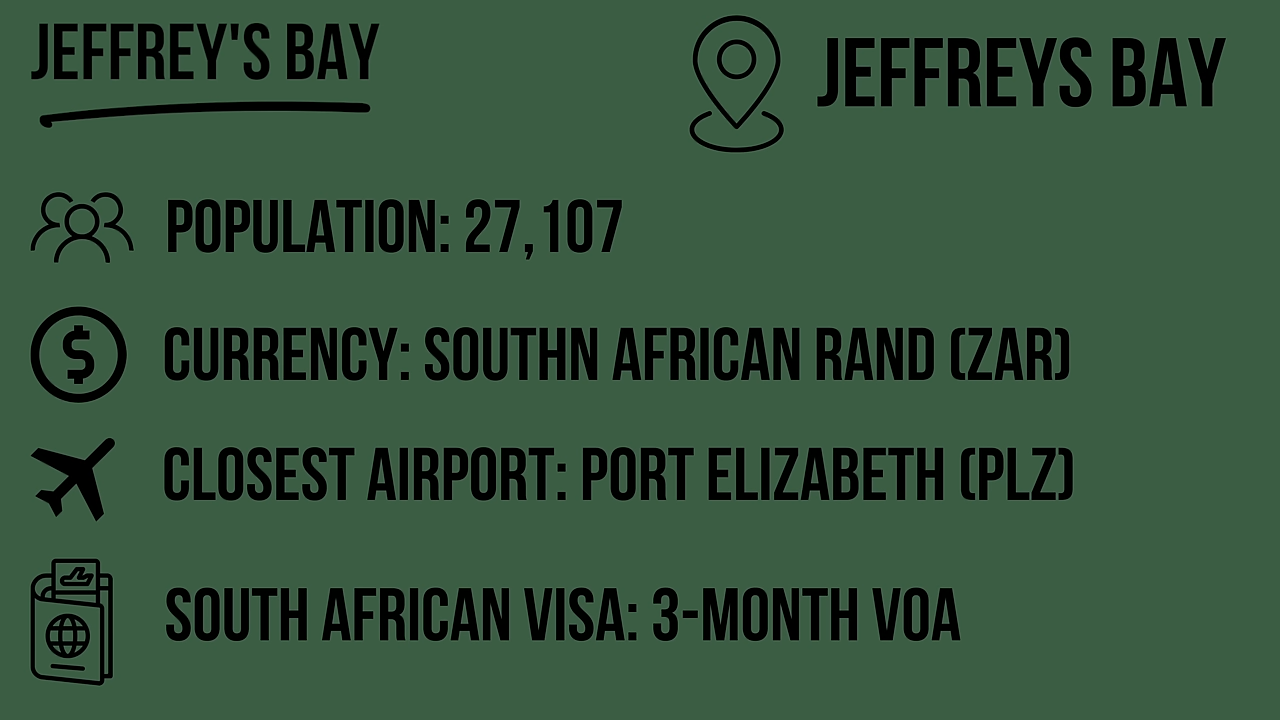 JEFFREY'S BAY
JEFFREYS BAY
POPULATION: 27,107
CURRENCY: SOUTHN AFRICAN RAND (ZAR)
CLOSEST AIRPORT: PORT ELIZABETH (PLZ)
SOUTH AFRICAN VISA: 3-MONTH VOA